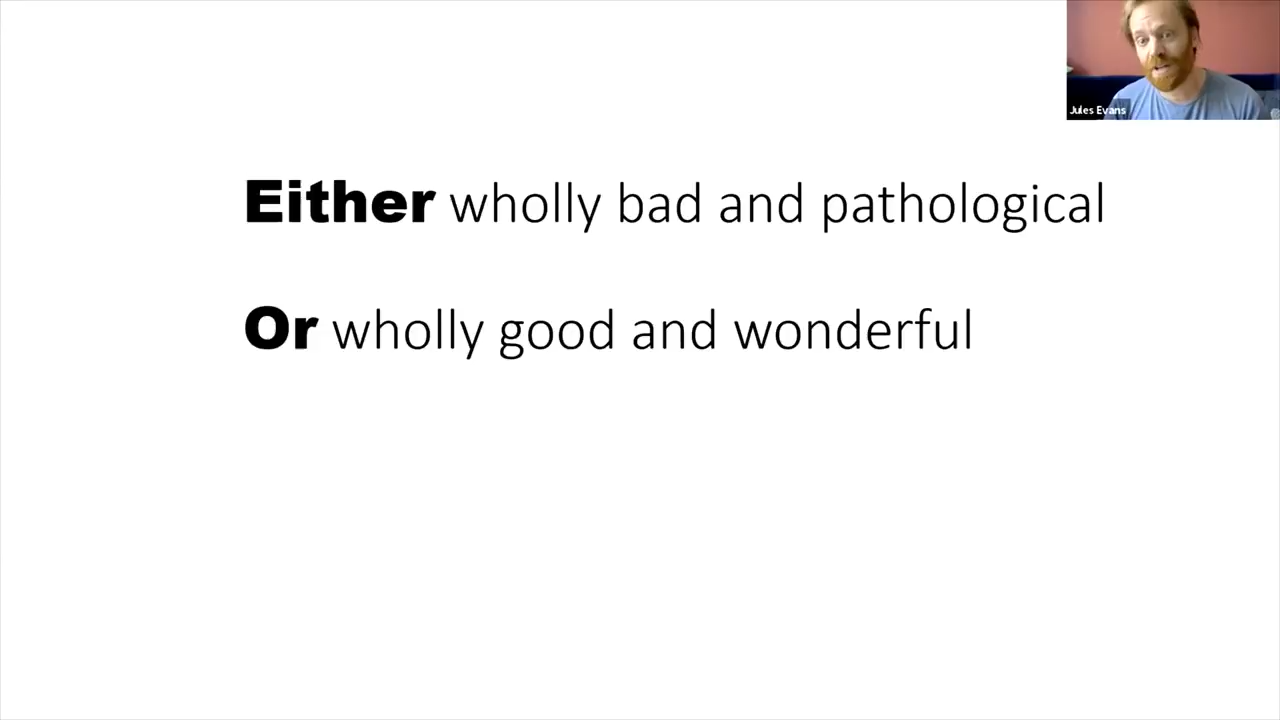 Jules Evans
Either wholly bad and pathological
Or wholly good and wonderful